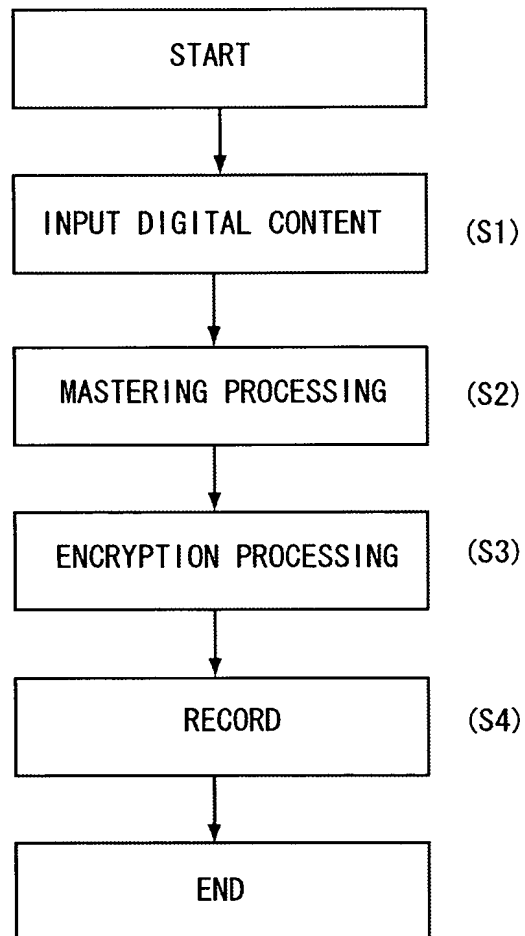 START
INPUT DIGITAL CONTENT (S1)
MASTERING PROCESSING (S2)
ENCRYPTION PROCESSING (S3)
RECORD (S4)
END